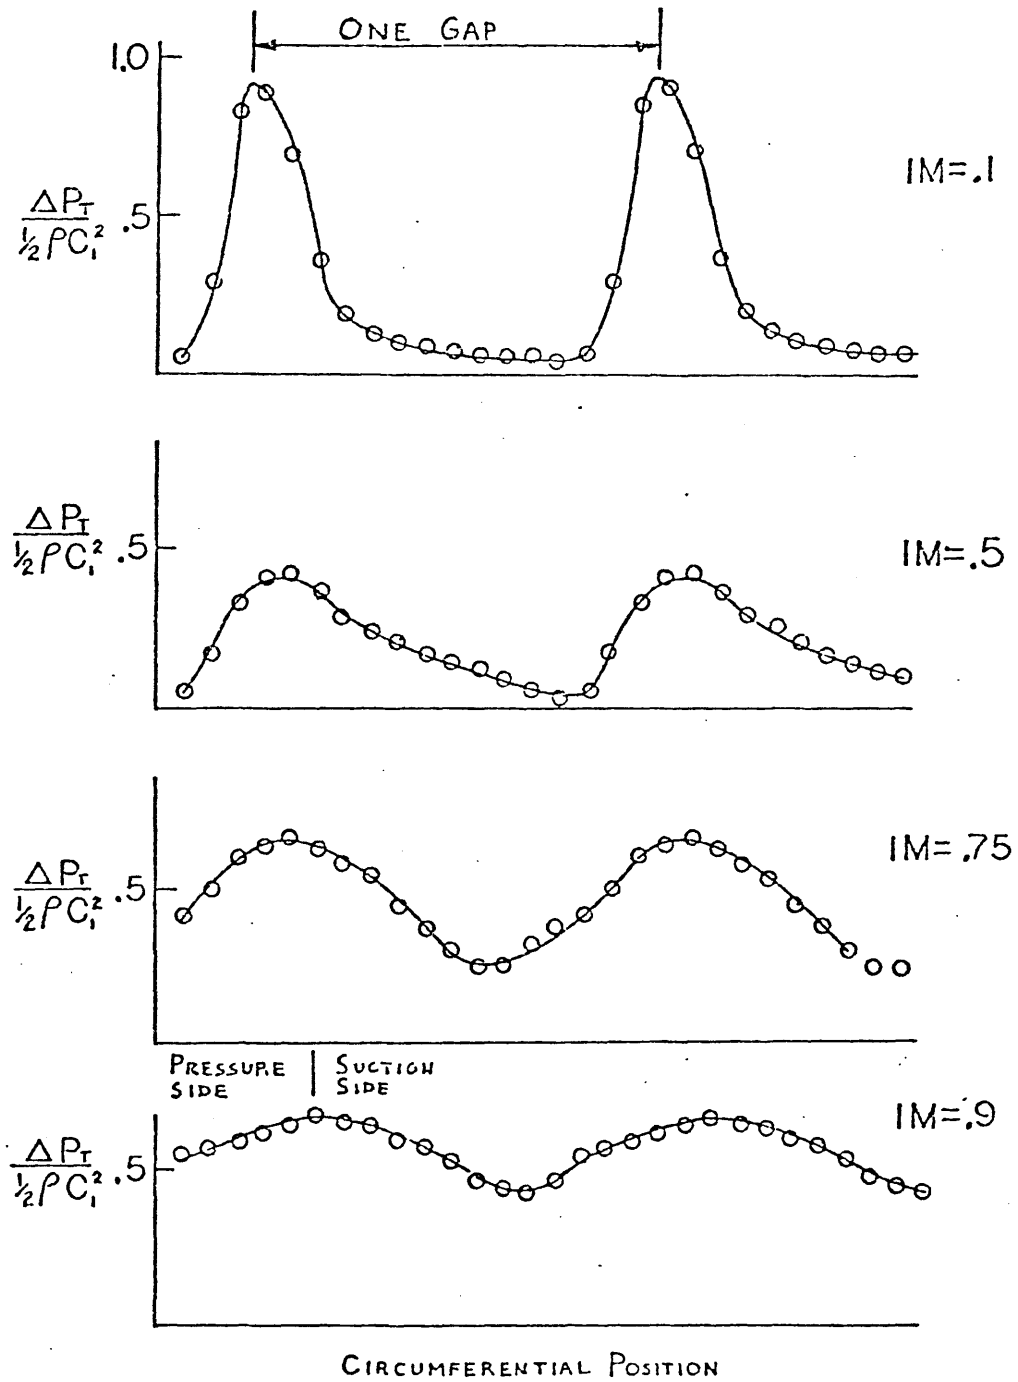 ONE GAP
1.0
.5
ΔP_T
½ρC₁²
IM=.1
.5
ΔP_T
½ρC₁²
IM=.5
.5
ΔP_T
½ρC₁²
IM=.75
PRESSURE SIDE
SUCTION SIDE
.5
ΔP_T
½ρC₁²
IM=.9
CIRCUMFERENTIAL POSITION